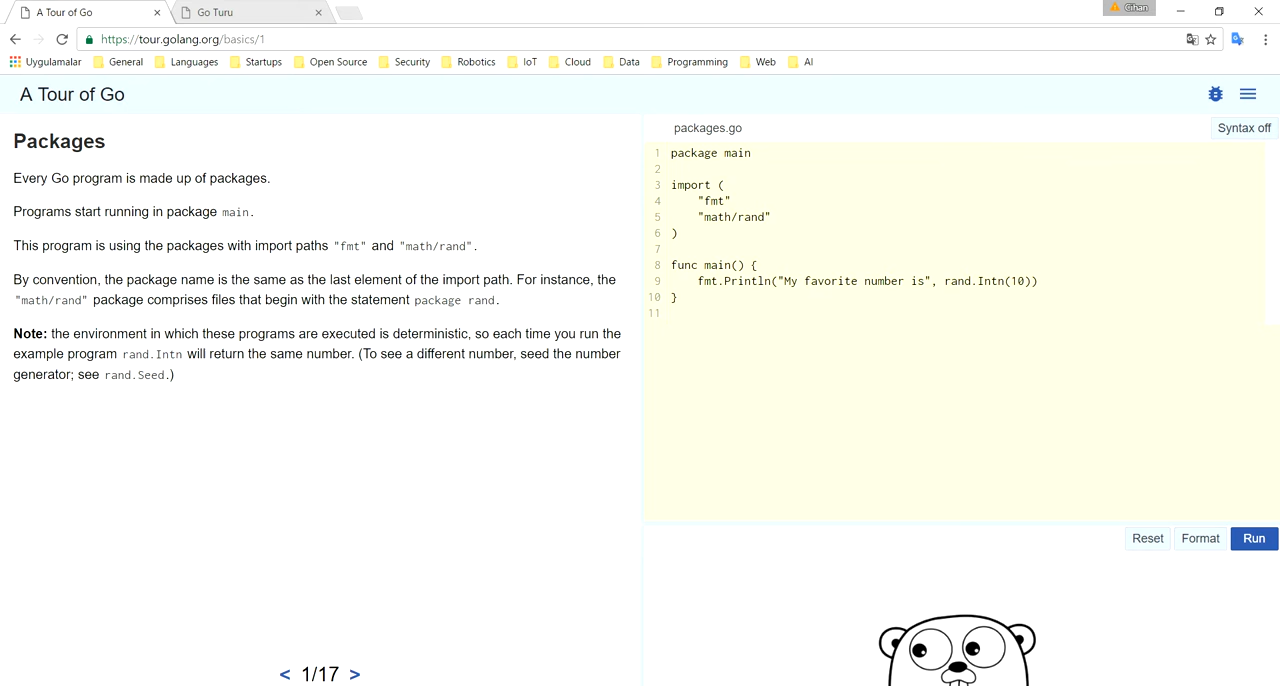 A Tour of Go
Go Turu
Cihan
https://tour.golang.org/basics/1
Uygulamalar
General
Languages
Startups
Open Source
Security
Robotics
IoT
Cloud
Data
Programming
Web
AI
A Tour of Go
Packages
Every Go program is made up of packages.
Programs start running in package main.
This program is using the packages with import paths "fmt" and "math/rand".
By convention, the package name is the same as the last element of the import path. For instance, the
"math/rand" package comprises files that begin with the statement package rand.
Note: the environment in which these programs are executed is deterministic, so each time you run the
example program rand.Intn will return the same number. (To see a different number, seed the number
generator; see rand.Seed.)
< 1/17 >
packages.go
Syntax off
1 package main
2
3 import (
4     "fmt"
5     "math/rand"
6 )
7
8 func main() {
9     fmt.Println("My favorite number is", rand.Intn(10))
10 }
11
Reset
Format
Run